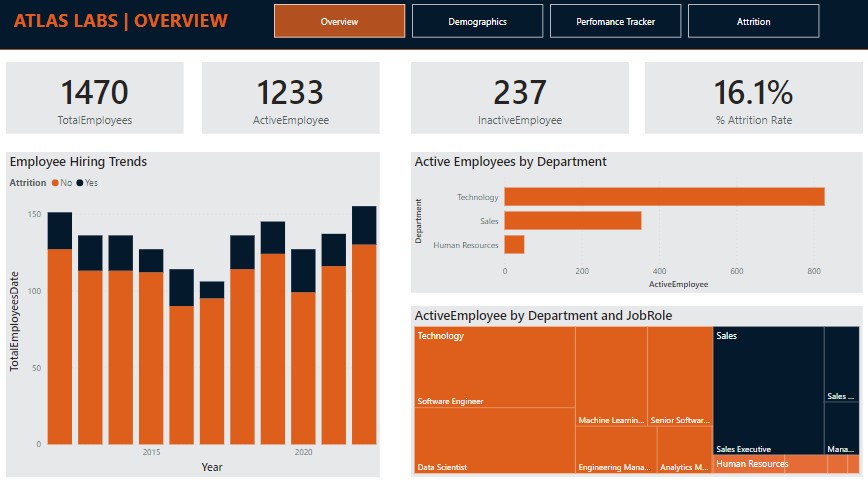 ATLAS LABS | OVERVIEW
Overview
Demographics
Perfomance Tracker
Attrition
1470
TotalEmployees
1233
ActiveEmployee
237
InactiveEmployee
16.1%
% Attrition Rate
Employee Hiring Trends
Attrition No Yes
TotalEmployeesDate
150
100
50
0
2015
2020
Year
Active Employees by Department
Department
Technology
Sales
Human Resources
0 200 400 600 800
ActiveEmployee
ActiveEmployee by Department and JobRole
Technology
Software Engineer
Data Scientist
Machine Learnin...
Senior Softwar...
Engineering Mana...
Analytics M...
Sales
Sales Executive
Sales ...
Mana...
Human Resources